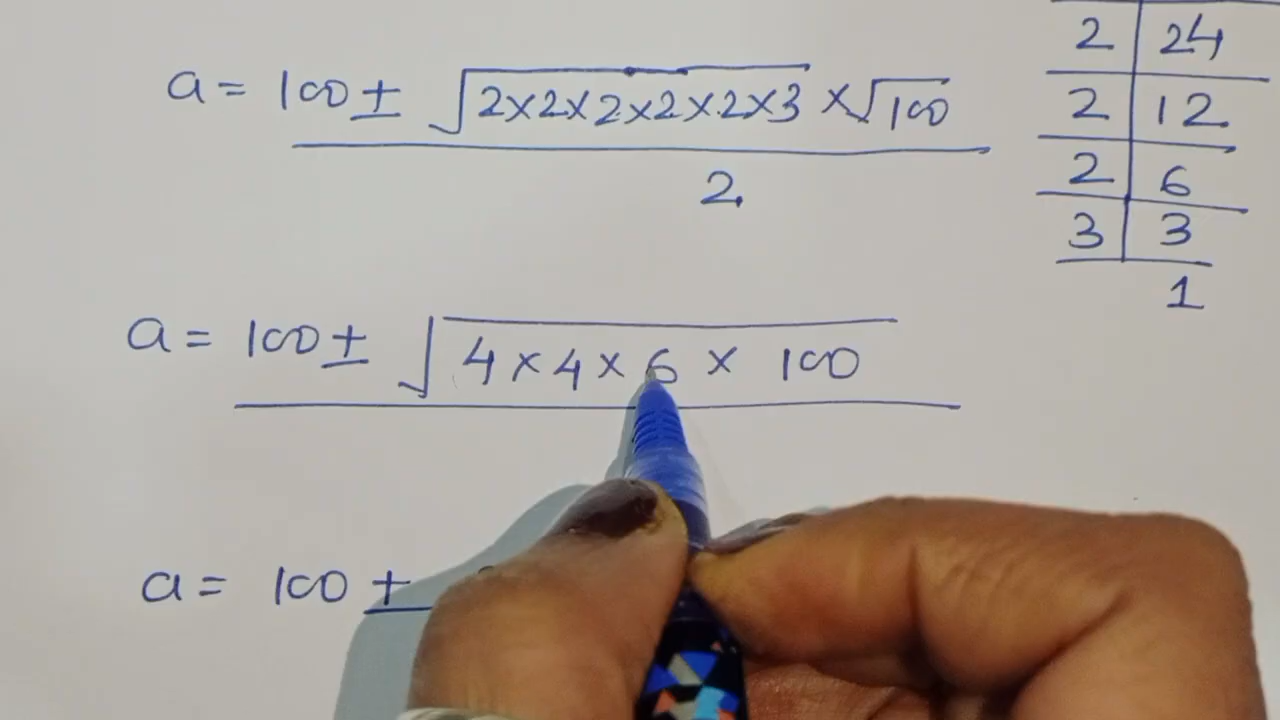 a = 100 ± √2×2×2×2×2×3 × √100
2
a = 100 ± √4 × 4 × 6 × 100
a = 100 ±
2 | 24
2 | 12
2 | 6
3 | 3
1